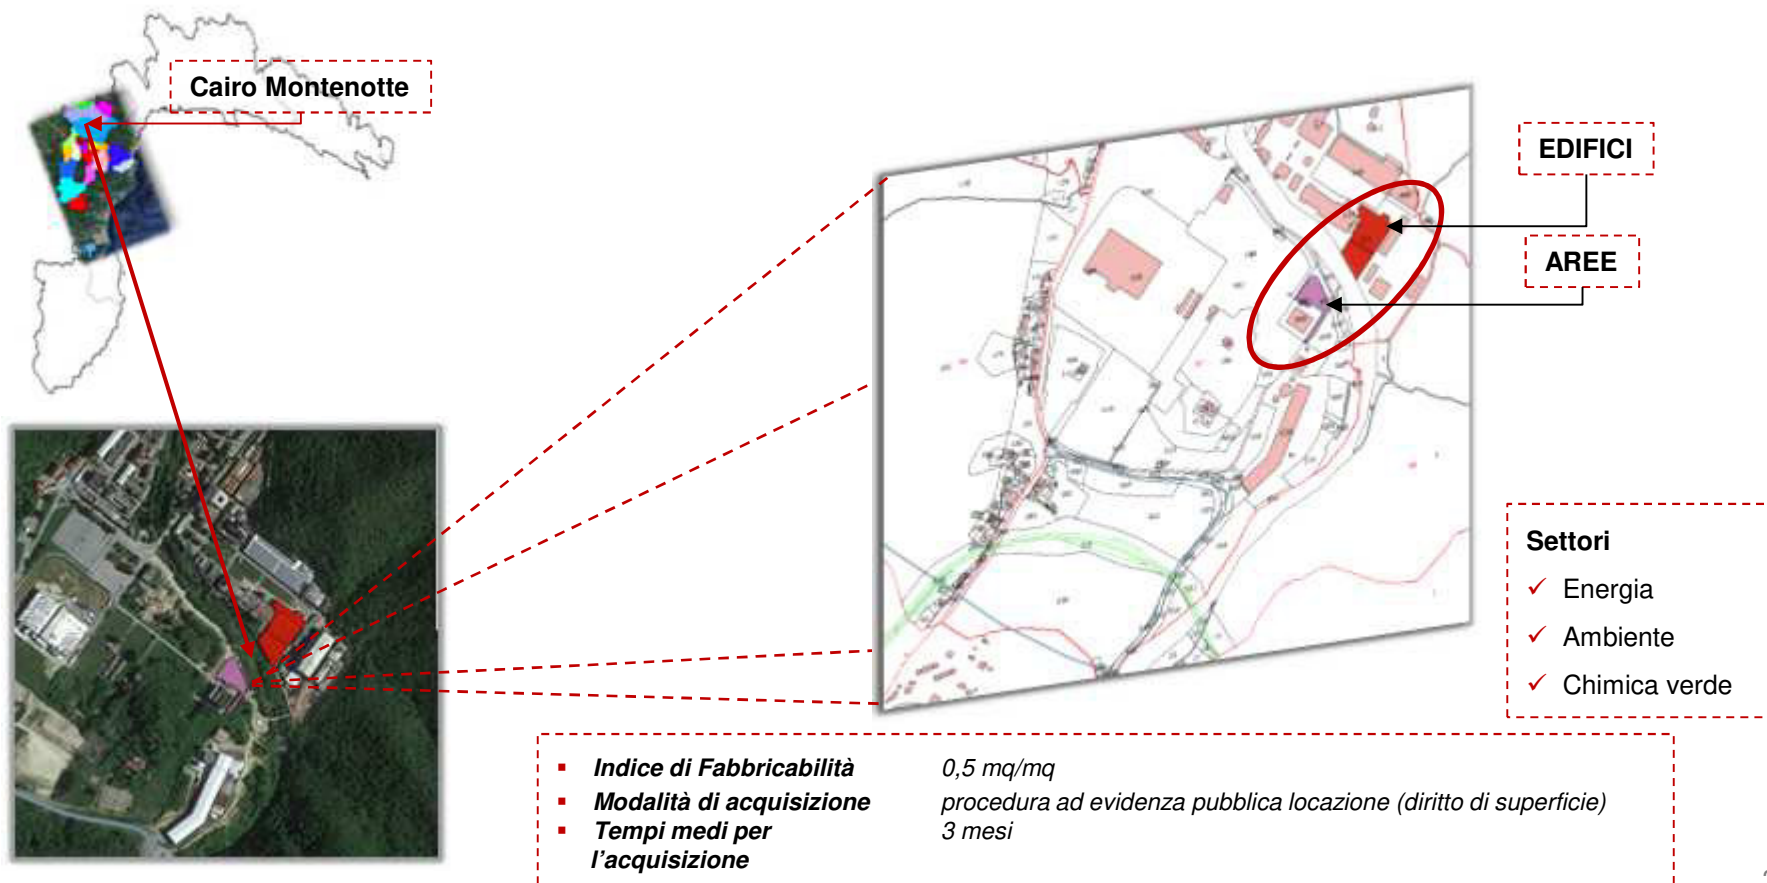 Cairo Montenotte
EDIFICI
AREE
Settori
✓ Energia
✓ Ambiente
✓ Chimica verde
▪ Indice di Fabbricabilità 0,5 mq/mq
▪ Modalità di acquisizione procedura ad evidenza pubblica locazione (diritto di superficie)
▪ Tempi medi per 3 mesi
l'acquisizione